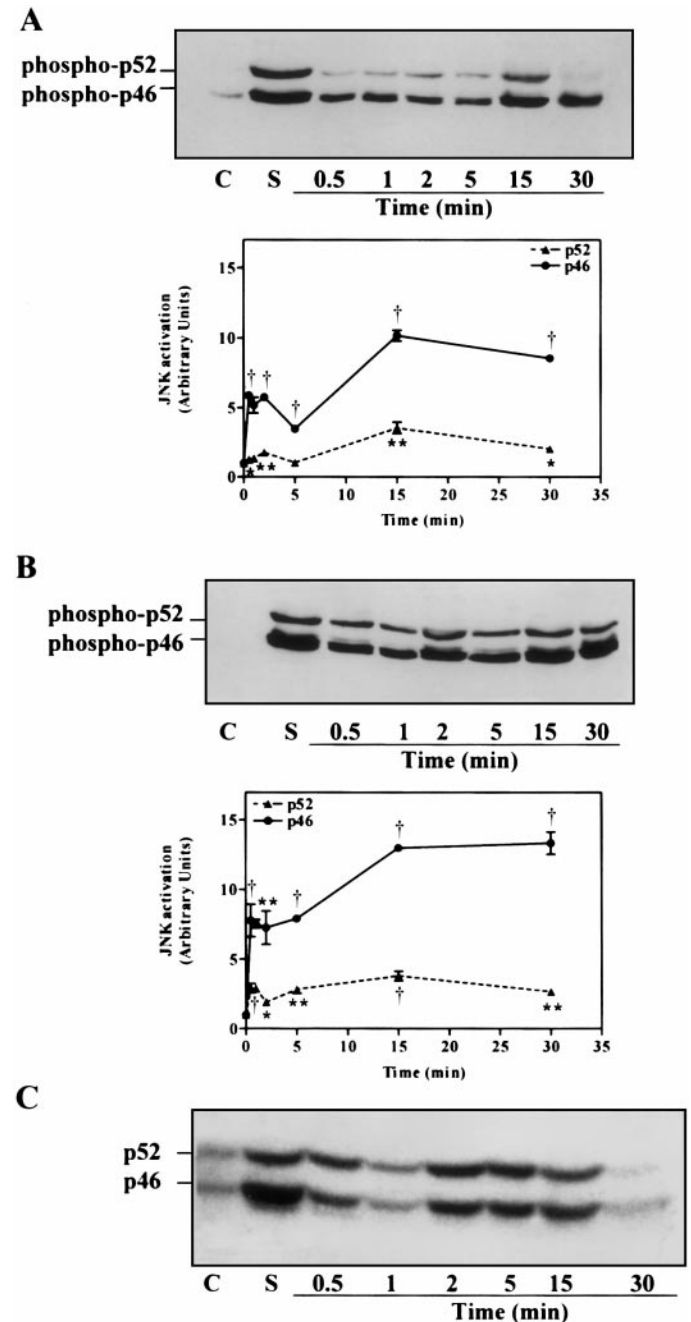 A
phospho-p52
phospho-p46
C S 0.5 1 2 5 15 30
Time (min)
15
10
5
0
JNK activation
(Arbitrary Units)
p52
p46
† † † † †
* ** ** *
0 5 10 15 20 25 30 35
Time (min)
B
phospho-p52
phospho-p46
C S 0.5 1 2 5 15 30
Time (min)
15
10
5
0
JNK activation
(Arbitrary Units)
p52
p46
† ** † † †
† * ** † **
0 5 10 15 20 25 30 35
Time (min)
C
p52
p46
C S 0.5 1 2 5 15 30
Time (min)